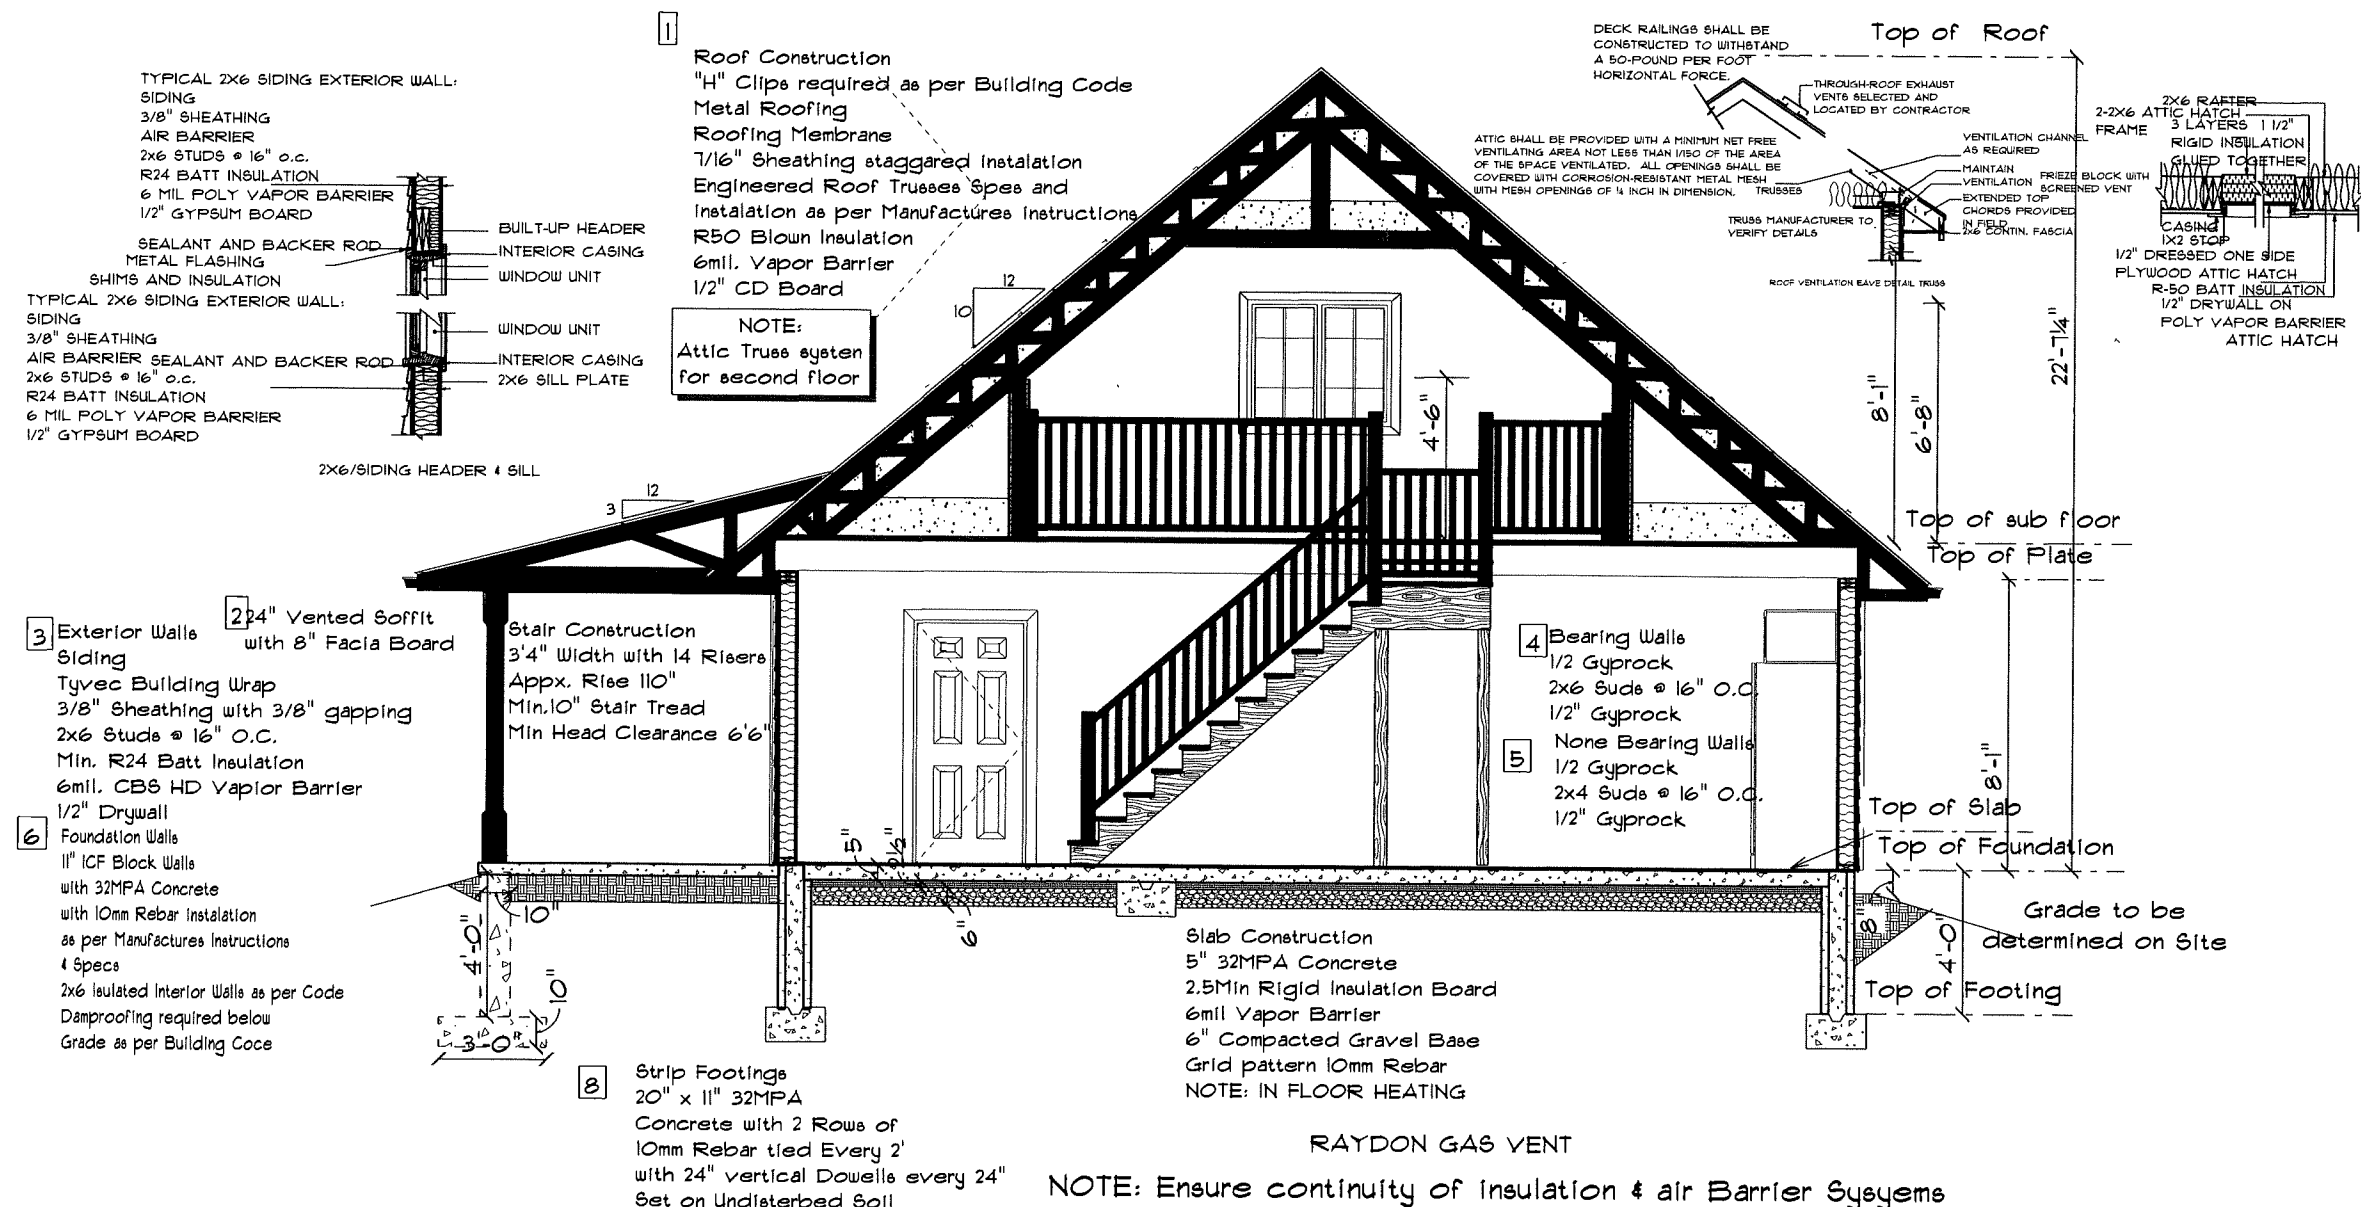 1
Roof Construction
"H" Clips required as per Building Code
Metal Roofing
Roofing Membrane
7/16" Sheathing staggared instalation
Engineered Roof Trusses Spes and
instalation as per Manufactures instructions
R50 Blown Insulation
6mil. Vapor Barrier
1/2" CD Board
NOTE:
Attic Truss systen
for second floor
TYPICAL 2X6 SIDING EXTERIOR WALL:
SIDING
3/8" SHEATHING
AIR BARRIER
2x6 STUDS @ 16" o.c.
R24 BATT INSULATION
6 MIL POLY VAPOR BARRIER
1/2" GYPSUM BOARD
SEALANT AND BACKER ROD
METAL FLASHING
SHIMS AND INSULATION
BUILT-UP HEADER
INTERIOR CASING
WINDOW UNIT
TYPICAL 2X6 SIDING EXTERIOR WALL:
SIDING
3/8" SHEATHING
AIR BARRIER
SEALANT AND BACKER ROD
2x6 STUDS @ 16" o.c.
R24 BATT INSULATION
6 MIL POLY VAPOR BARRIER
1/2" GYPSUM BOARD
WINDOW UNIT
INTERIOR CASING
2X6 SILL PLATE
2X6/SIDING HEADER & SILL
DECK RAILINGS SHALL BE
CONSTRUCTED TO WITHSTAND
A 50-POUND PER FOOT
HORIZONTAL FORCE.
Top of Roof
THROUGH-ROOF EXHAUST
VENTS SELECTED AND
LOCATED BY CONTRACTOR
ATTIC SHALL BE PROVIDED WITH A MINIMUM NET FREE
VENTILATING AREA NOT LESS THAN 1/150 OF THE AREA
OF THE SPACE VENTILATED. ALL OPENINGS SHALL BE
COVERED WITH CORROSION-RESISTANT METAL MESH
WITH MESH OPENINGS OF 1/4 INCH IN DIMENSION.
TRUSSES
VENTILATION CHANNEL
AS REQUIRED
MAINTAIN
VENTILATION
FRIEZE BLOCK WITH
SCREENED VENT
EXTENDED TOP
CHORDS PROVIDED
IN FIELD
2X6 CONTIN. FASCIA
TRUSS MANUFACTURER TO
VERIFY DETAILS
ROOF VENTILATION EAVE DETAIL TRUSS
2X6 RAFTER
2-2X6 ATTIC HATCH
FRAME
3 LAYERS 1 1/2"
RIGID INSULATION
GLUED TOGETHER
CASING
1X2 STOP
1/2" DRESSED ONE SIDE
PLYWOOD ATTIC HATCH
R-50 BATT INSULATION
1/2" DRYWALL ON
POLY VAPOR BARRIER
ATTIC HATCH
12
10
12
3
4'-6"
8'-1"
6'-8"
22'-7 1/4"
Top of sub floor
Top of Plate
2
24" Vented Soffit
with 8" Facia Board
3
Exterior Walls
Siding
Tyvec Building Wrap
3/8" Sheathing with 3/8" gapping
2x6 Studs @ 16" O.C.
Min. R24 Batt Insulation
6mil. CBS HD Vapior Barrier
1/2" Drywall
Stair Construction
3'4" Width with 14 Risers
Appx. Rise 110"
Min.10" Stair Tread
Min Head Clearance 6'6"
4
Bearing Walls
1/2 Gyprock
2x6 Suds @ 16" O.C.
1/2" Gyprock
5
None Bearing Walls
1/2 Gyprock
2x4 Suds @ 16" O.C.
1/2" Gyprock
8'-1"
Top of Slab
Top of Foundation
6
Foundation Walls
11" ICF Block Walls
with 32MPA Concrete
with 10mm Rebar instalation
as per Manufactures Instructions
& Specs
2x6 Isulated Interior Walls as per Code
Damproofing required below
Grade as per Building Coce
5"
2 1/2"
6"
10"
4'-0"
10"
3'-0"
8"
4'-0"
Grade to be
determined on Site
Top of Footing
Slab Construction
5" 32MPA Concrete
2.5Min Rigid Insulation Board
6mil Vapor Barrier
6" Compacted Gravel Base
Grid pattern 10mm Rebar
NOTE: IN FLOOR HEATING
8
Strip Footings
20" x 11" 32MPA
Concrete with 2 Rows of
10mm Rebar tied Every 2'
with 24" vertical Dowells every 24"
Set on Undisterbed Soil
RAYDON GAS VENT
NOTE: Ensure continuity of insulation & air Barrier Sysyems